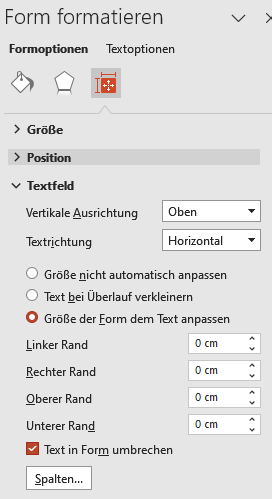 Form formatieren
Formoptionen Textoptionen
Größe
Position
Textfeld
Vertikale Ausrichtung Oben
Textrichtung Horizontal
Größe nicht automatisch anpassen
Text bei Überlauf verkleinern
Größe der Form dem Text anpassen
Linker Rand 0 cm
Rechter Rand 0 cm
Oberer Rand 0 cm
Unterer Rand 0 cm
Text in Form umbrechen
Spalten...